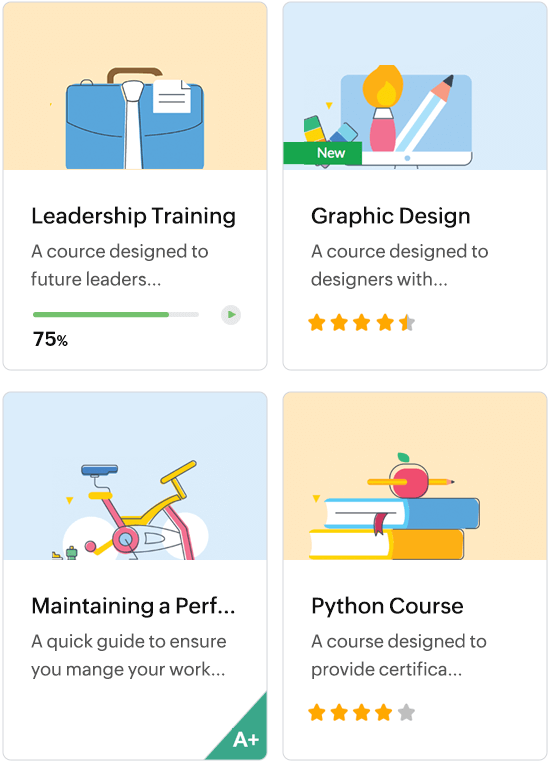 Leadership Training
A cource designed to
future leaders...
75%
New
Graphic Design
A cource designed to
designers with...
Maintaining a Perf...
A quick guide to ensure
you mange your work...
A+
Python Course
A course designed to
provide certifica...